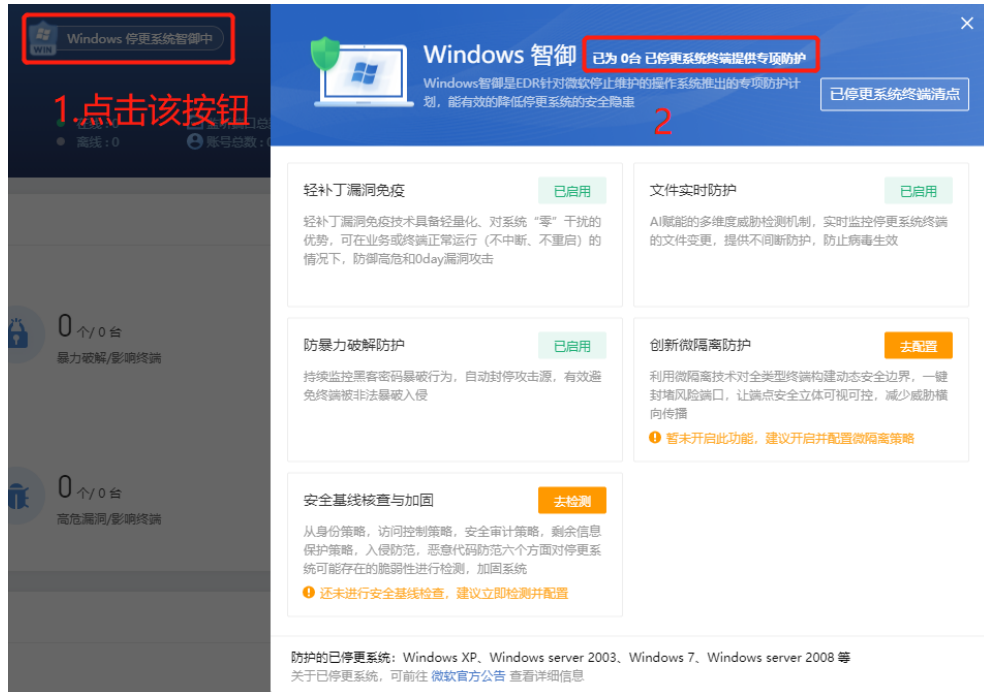 WIN
Windows 停更系统智御中
1.点击该按钮
离线:0
账号总数:
0 个/ 0 台
暴力破解/影响终端
0 个/ 0 台
高危漏洞/影响终端
Windows 智御 已为 0台 已停更系统终端提供专项防护
Windows智御是EDR针对微软停止维护的操作系统推出的专项防护计
划，能有效的降低停更系统的安全隐患
已停更系统终端清点
2
轻补丁漏洞免疫
已启用
轻补丁漏洞免疫技术具备轻量化、对系统“零”干扰的
优势，可在业务或终端正常运行（不中断、不重启）的
情况下，防御高危和0day漏洞攻击
文件实时防护
已启用
AI赋能的多维度威胁检测机制，实时监控停更系统终端
的文件变更，提供不间断防护，防止病毒生效
防暴力破解防护
已启用
持续监控黑客密码暴破行为，自动封停攻击源，有效避
免终端被非法暴破入侵
创新微隔离防护
去配置
利用微隔离技术对全类型终端构建动态安全边界，一键
封堵风险端口，让端点安全立体可视可控，减少威胁横
向传播
暂未开启此功能，建议开启并配置微隔离策略
安全基线核查与加固
去检测
从身份策略，访问控制策略，安全审计策略，剩余信息
保护策略，入侵防范，恶意代码防范六个方面对停更系
统可能存在的脆弱性进行检测，加固系统
还未进行安全基线检查，建议立即检测并配置
防护的已停更系统：Windows XP、Windows server 2003、Windows 7、Windows server 2008 等
关于已停更系统，可前往 微软官方公告 查看详细信息